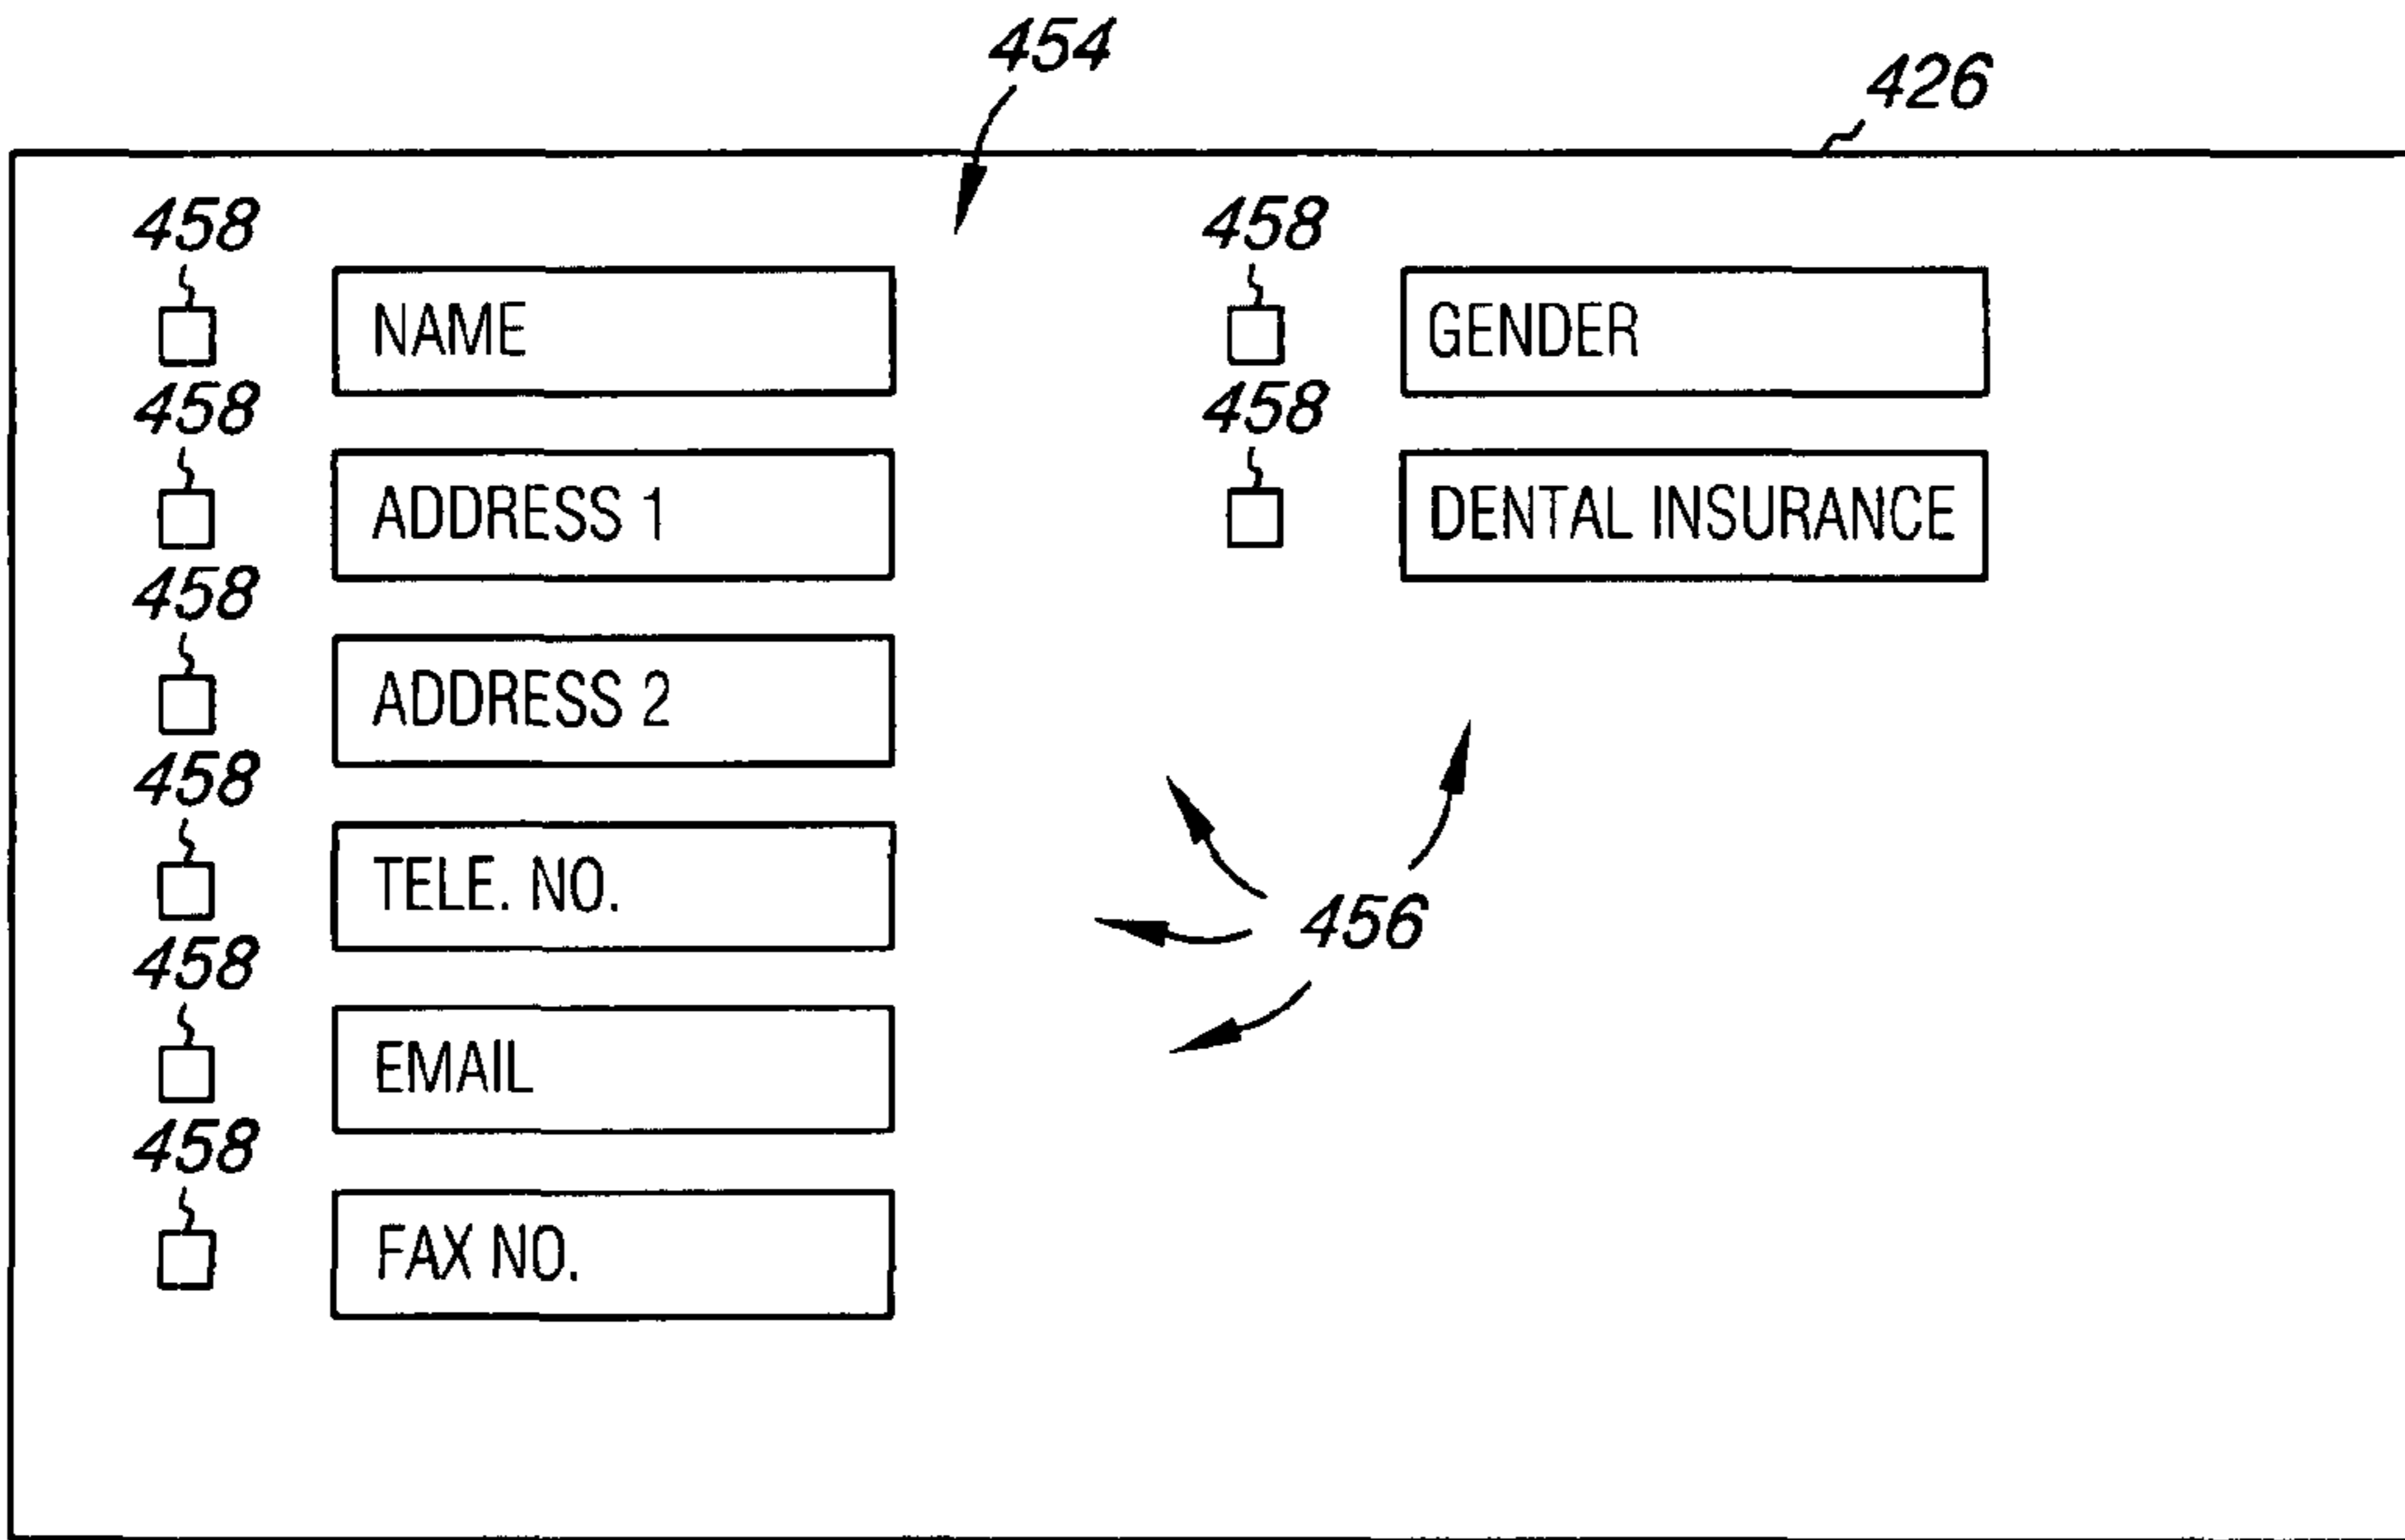 454
426
458
NAME
458
ADDRESS 1
458
ADDRESS 2
458
TELE. NO.
458
EMAIL
458
FAX NO.
458
GENDER
458
DENTAL INSURANCE
456